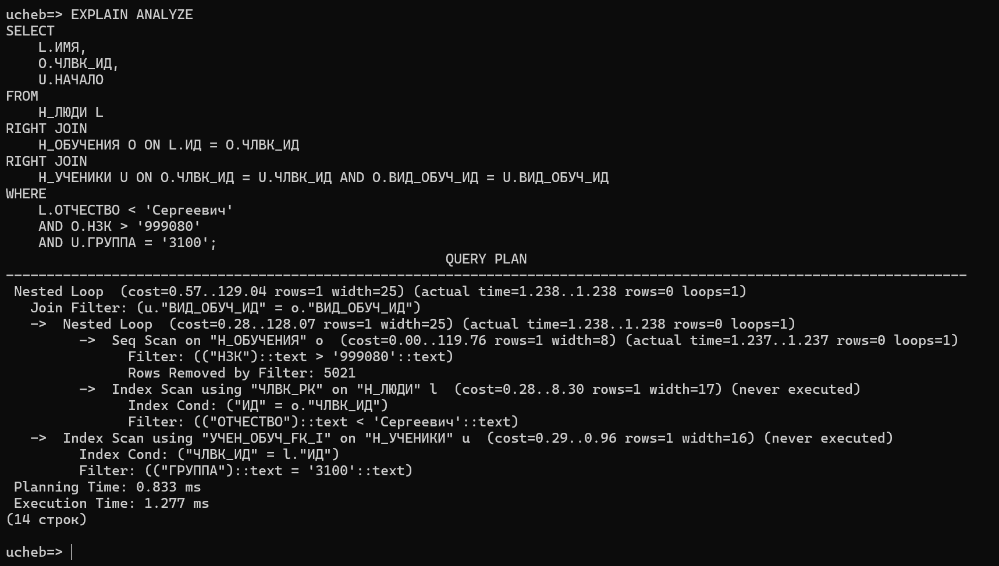 ucheb=> EXPLAIN ANALYZE
SELECT
    L.ИМЯ,
    O.ЧЛВК_ИД,
    U.НАЧАЛО
FROM
    Н_ЛЮДИ L
RIGHT JOIN
    Н_ОБУЧЕНИЯ O ON L.ИД = O.ЧЛВК_ИД
RIGHT JOIN
    Н_УЧЕНИКИ U ON O.ЧЛВК_ИД = U.ЧЛВК_ИД AND O.ВИД_ОБУЧ_ИД = U.ВИД_ОБУЧ_ИД
WHERE
    L.ОТЧЕСТВО < 'Сергеевич'
    AND O.НЗК > '999080'
    AND U.ГРУППА = '3100';
                                                      QUERY PLAN
----------------------------------------------------------------------------------------------------------------------
 Nested Loop  (cost=0.57..129.04 rows=1 width=25) (actual time=1.238..1.238 rows=0 loops=1)
   Join Filter: (u."ВИД_ОБУЧ_ИД" = o."ВИД_ОБУЧ_ИД")
   ->  Nested Loop  (cost=0.28..128.07 rows=1 width=25) (actual time=1.238..1.238 rows=0 loops=1)
         ->  Seq Scan on "Н_ОБУЧЕНИЯ" o  (cost=0.00..119.76 rows=1 width=8) (actual time=1.237..1.237 rows=0 loops=1)
               Filter: (("НЗК")::text > '999080'::text)
               Rows Removed by Filter: 5021
         ->  Index Scan using "ЧЛВК_PK" on "Н_ЛЮДИ" l  (cost=0.28..8.30 rows=1 width=17) (never executed)
               Index Cond: ("ИД" = o."ЧЛВК_ИД")
               Filter: (("ОТЧЕСТВО")::text < 'Сергеевич'::text)
   ->  Index Scan using "УЧЕН_ОБУЧ_FK_I" on "Н_УЧЕНИКИ" u  (cost=0.29..0.96 rows=1 width=16) (never executed)
         Index Cond: ("ЧЛВК_ИД" = l."ИД")
         Filter: (("ГРУППА")::text = '3100'::text)
 Planning Time: 0.833 ms
 Execution Time: 1.277 ms
(14 строк)
ucheb=>